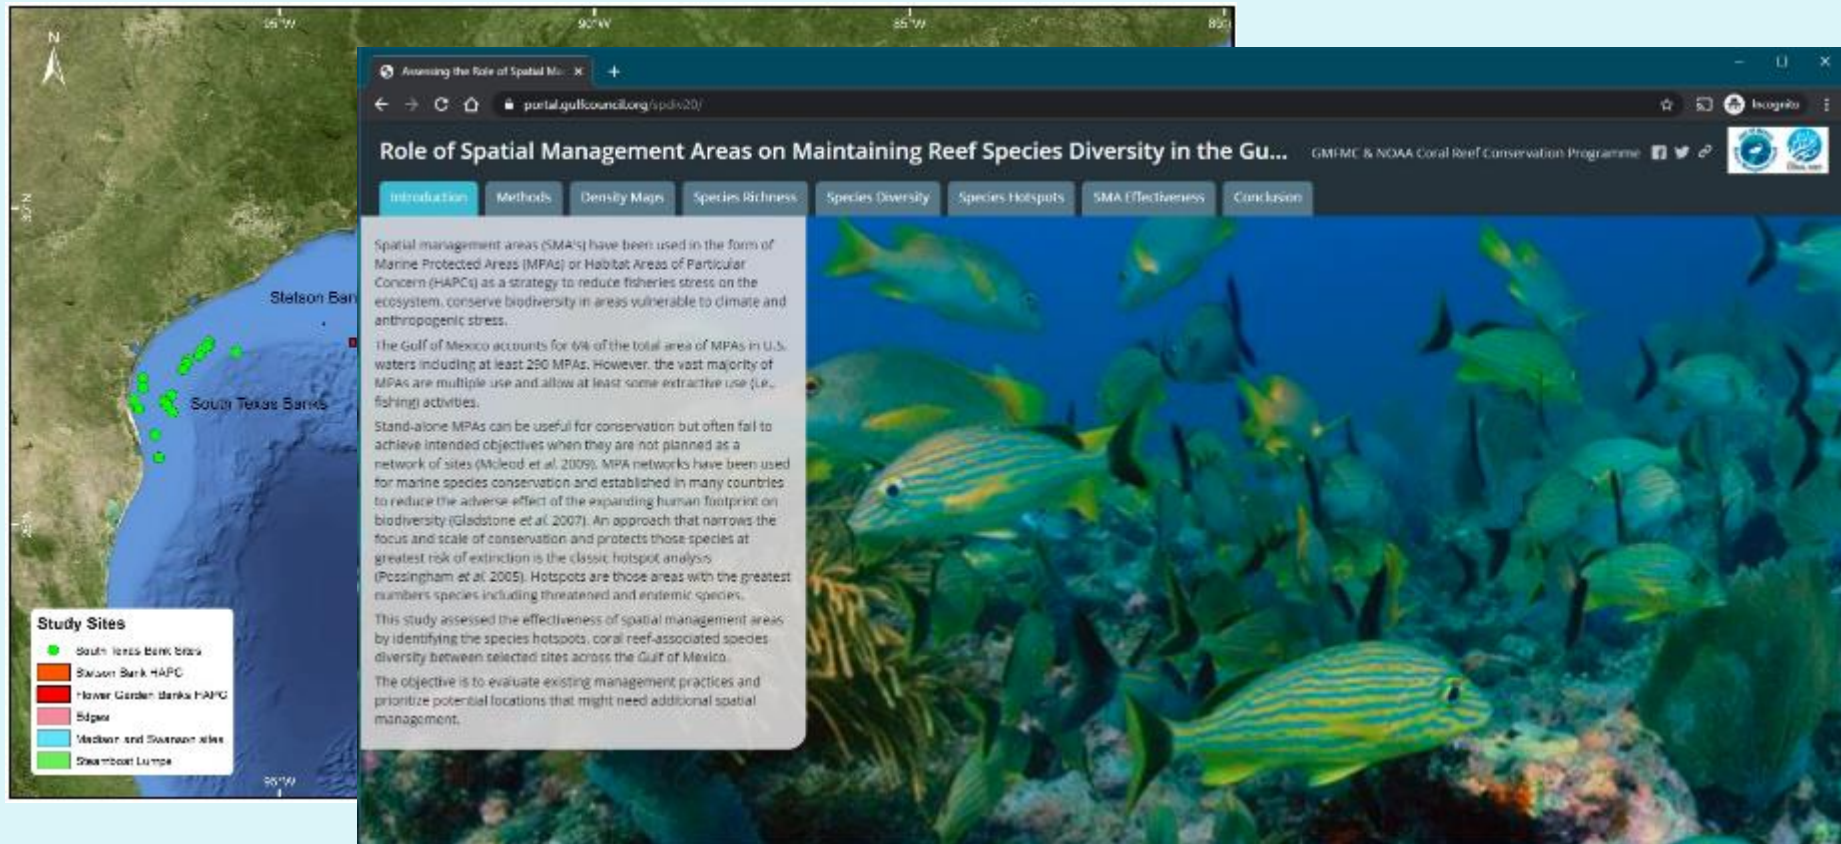 95°W
90°W
85°W
N
30°N
25°N
Stetson Ban
South Texas Banks
Study Sites
South Texas Bank Sites
Stetson Bank HAPC
Flower Garden Banks HAPC
Edges
Madison and Swanson sites
Steamboat Lumps
95°W
Assessing the Role of Spatial Ma
portal.gulfcouncil.org/spdiv20/
Incognito
Role of Spatial Management Areas on Maintaining Reef Species Diversity in the Gu...
GMFMC & NOAA Coral Reef Conservation Programme
Introduction
Methods
Density Maps
Species Richness
Species Diversity
Species Hotspots
SMA Effectiveness
Conclusion
Spatial management areas (SMA's) have been used in the form of
Marine Protected Areas (MPAs) or Habitat Areas of Particular
Concern (HAPCs) as a strategy to reduce fisheries stress on the
ecosystem, conserve biodiversity in areas vulnerable to climate and
anthropogenic stress.
The Gulf of Mexico accounts for 6% of the total area of MPAs in U.S.
waters including at least 290 MPAs. However, the vast majority of
MPAs are multiple use and allow at least some extractive use (i.e.,
fishing) activities.
Stand-alone MPAs can be useful for conservation but often fail to
achieve intended objectives when they are not planned as a
network of sites (Mcleod et al. 2009). MPA networks have been used
for marine species conservation and established in many countries
to reduce the adverse effect of the expanding human footprint on
biodiversity (Gladstone et al. 2007). An approach that narrows the
focus and scale of conservation and protects those species at
greatest risk of extinction is the classic hotspot analysis
(Possingham et al. 2005). Hotspots are those areas with the greatest
numbers species including threatened and endemic species.
This study assessed the effectiveness of spatial management areas
by identifying the species hotspots, coral reef-associated species
diversity between selected sites across the Gulf of Mexico.
The objective is to evaluate existing management practices and
prioritize potential locations that might need additional spatial
management.